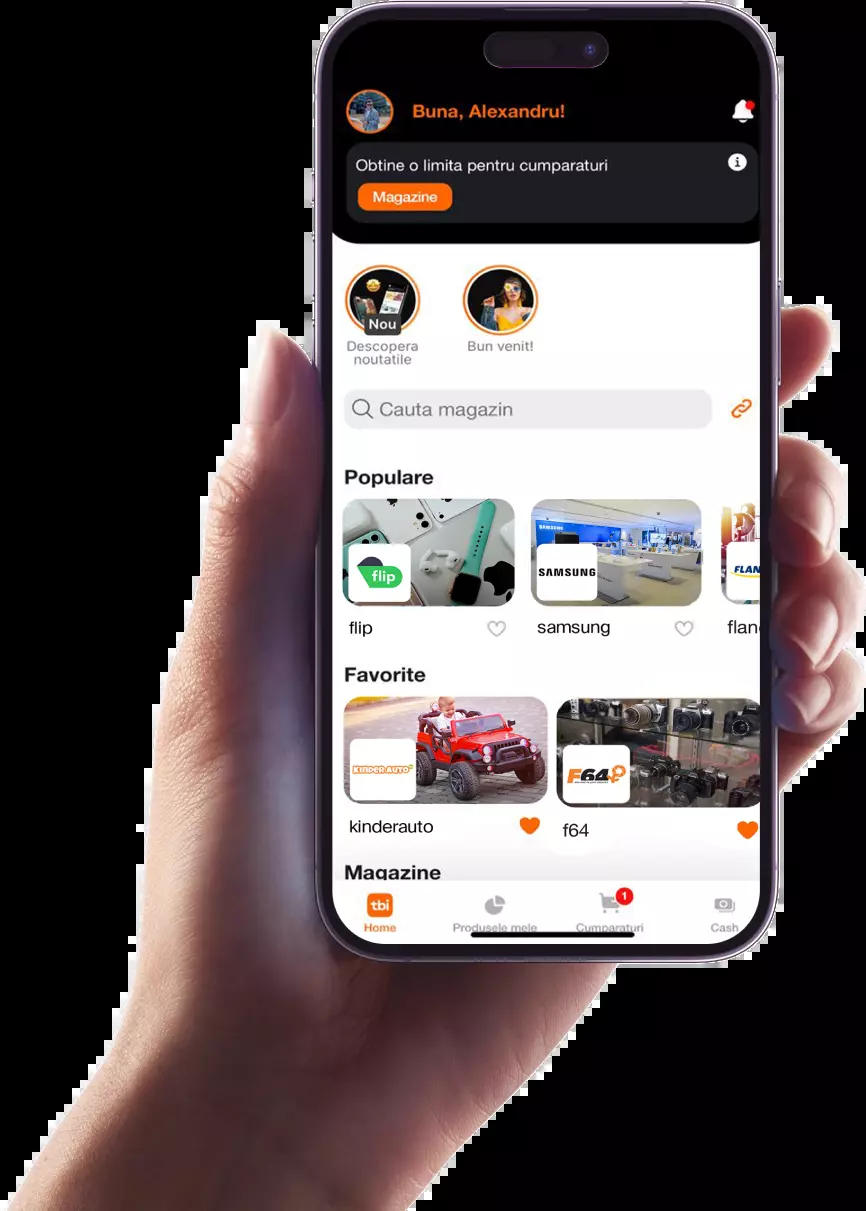 Buna, Alexandru!
Obtine o limita pentru cumparaturi
Magazine
Nou
Descopera
noutatile
Bun venit!
Cauta magazin
Populare
SAMSUNG
flip
SAMSUNG
FLAN
flip
samsung
flan
Favorite
KINDER AUTO
F64
kinderauto
f64
Magazine
1
tbi
Home
Produsele mele
Cumparaturi
Cash